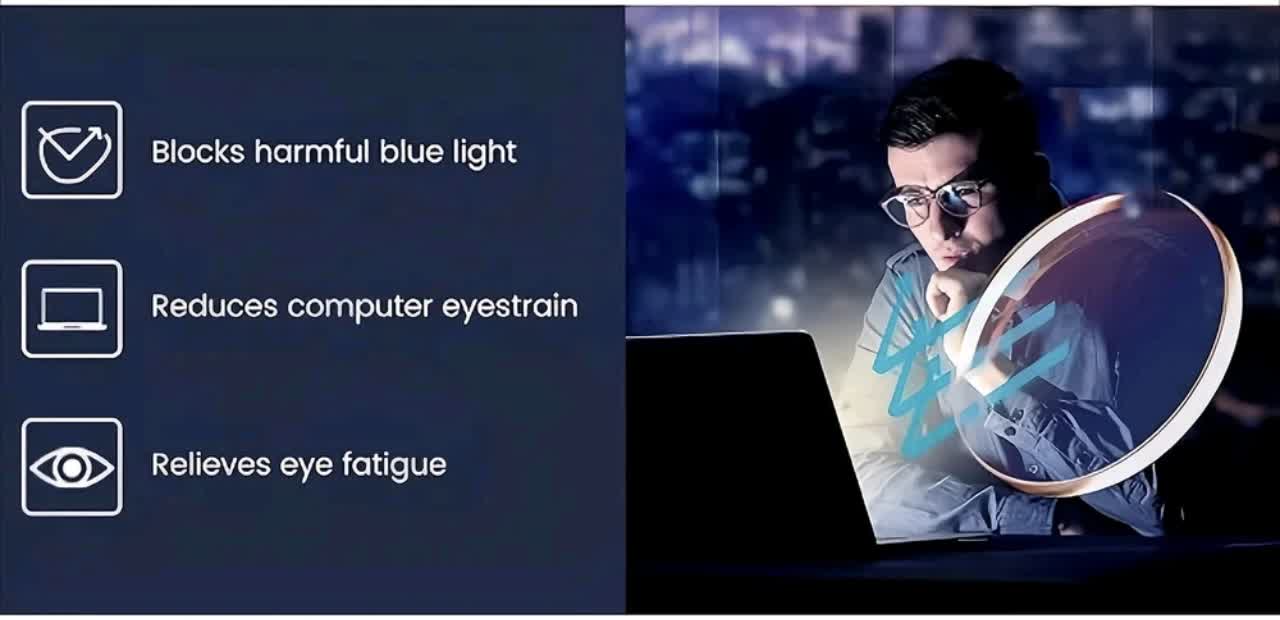 Blocks harmful blue light
Reduces computer eyestrain
Relieves eye fatigue